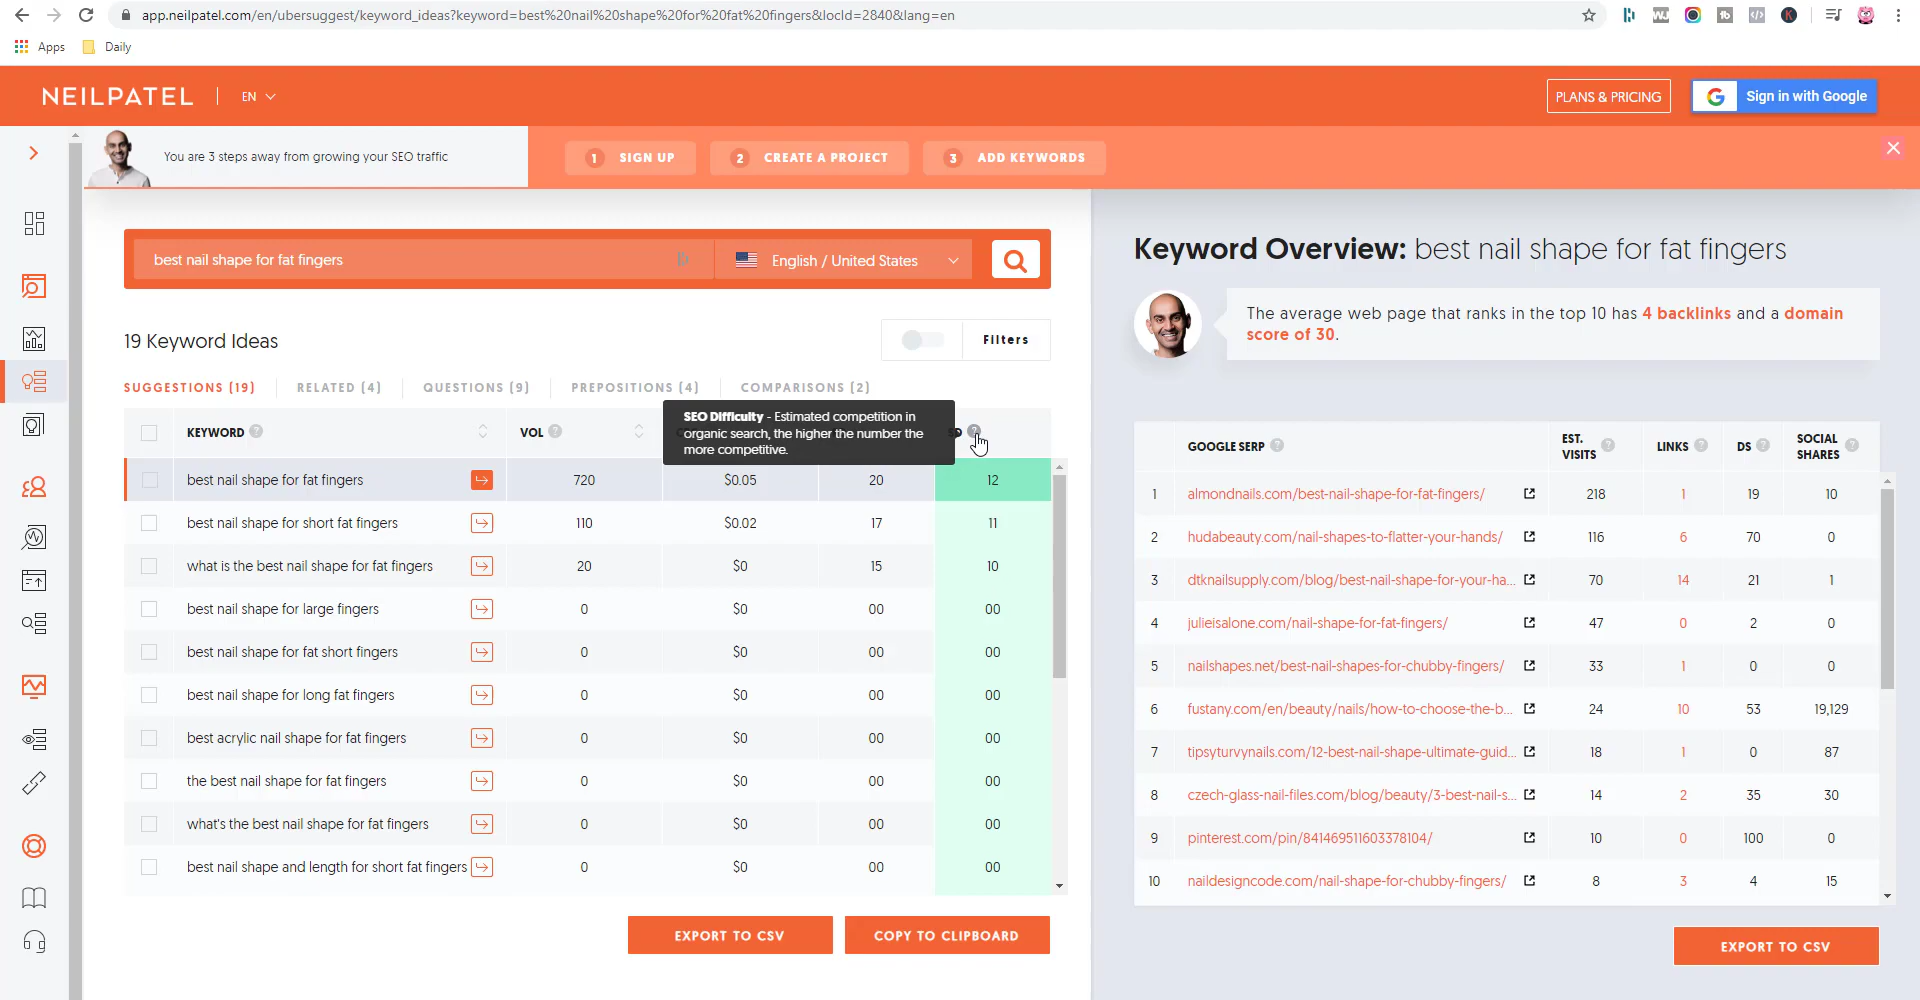 app.neilpatel.com/en/ubersuggest/keyword_ideas?keyword=best%20nail%20shape%20for%20fat%20fingers&locId=2840&lang=en
Apps
Daily
NEILPATEL
EN
PLANS & PRICING
Sign in with Google
You are 3 steps away from growing your SEO traffic
1 SIGN UP
2 CREATE A PROJECT
3 ADD KEYWORDS
best nail shape for fat fingers
English / United States
19 Keyword Ideas
Filters
SUGGESTIONS (19)
RELATED (4)
QUESTIONS (9)
PREPOSITIONS (4)
COMPARISONS (2)
SEO Difficulty - Estimated competition in
organic search, the higher the number the
more competitive.
KEYWORD ? VOL ?
best nail shape for fat fingers 720 $0.05 20 12
best nail shape for short fat fingers 110 $0.02 17 11
what is the best nail shape for fat fingers 20 $0 15 10
best nail shape for large fingers 0 $0 00 00
best nail shape for fat short fingers 0 $0 00 00
best nail shape for long fat fingers 0 $0 00 00
best acrylic nail shape for fat fingers 0 $0 00 00
the best nail shape for fat fingers 0 $0 00 00
what's the best nail shape for fat fingers 0 $0 00 00
best nail shape and length for short fat fingers 0 $0 00 00
EXPORT TO CSV
COPY TO CLIPBOARD
Keyword Overview: best nail shape for fat fingers
The average web page that ranks in the top 10 has 4 backlinks and a domain
score of 30.
GOOGLE SERP ? EST. VISITS ? LINKS ? DS ? SOCIAL SHARES ?
1 almondnails.com/best-nail-shape-for-fat-fingers/ 218 1 19 10
2 hudabeauty.com/nail-shapes-to-flatter-your-hands/ 116 6 70 0
3 dtknailsupply.com/blog/best-nail-shape-for-your-ha... 70 14 21 1
4 julieisalone.com/nail-shape-for-fat-fingers/ 47 0 2 0
5 nailshapes.net/best-nail-shapes-for-chubby-fingers/ 33 1 0 0
6 fustany.com/en/beauty/nails/how-to-choose-the-b... 24 10 53 19,129
7 tipsyturvynails.com/12-best-nail-shape-ultimate-guid... 18 1 0 87
8 czech-glass-nail-files.com/blog/beauty/3-best-nail-s... 14 2 35 30
9 pinterest.com/pin/841469511603378104/ 10 0 100 0
10 naildesigncode.com/nail-shape-for-chubby-fingers/ 8 3 4 15
EXPORT TO CSV